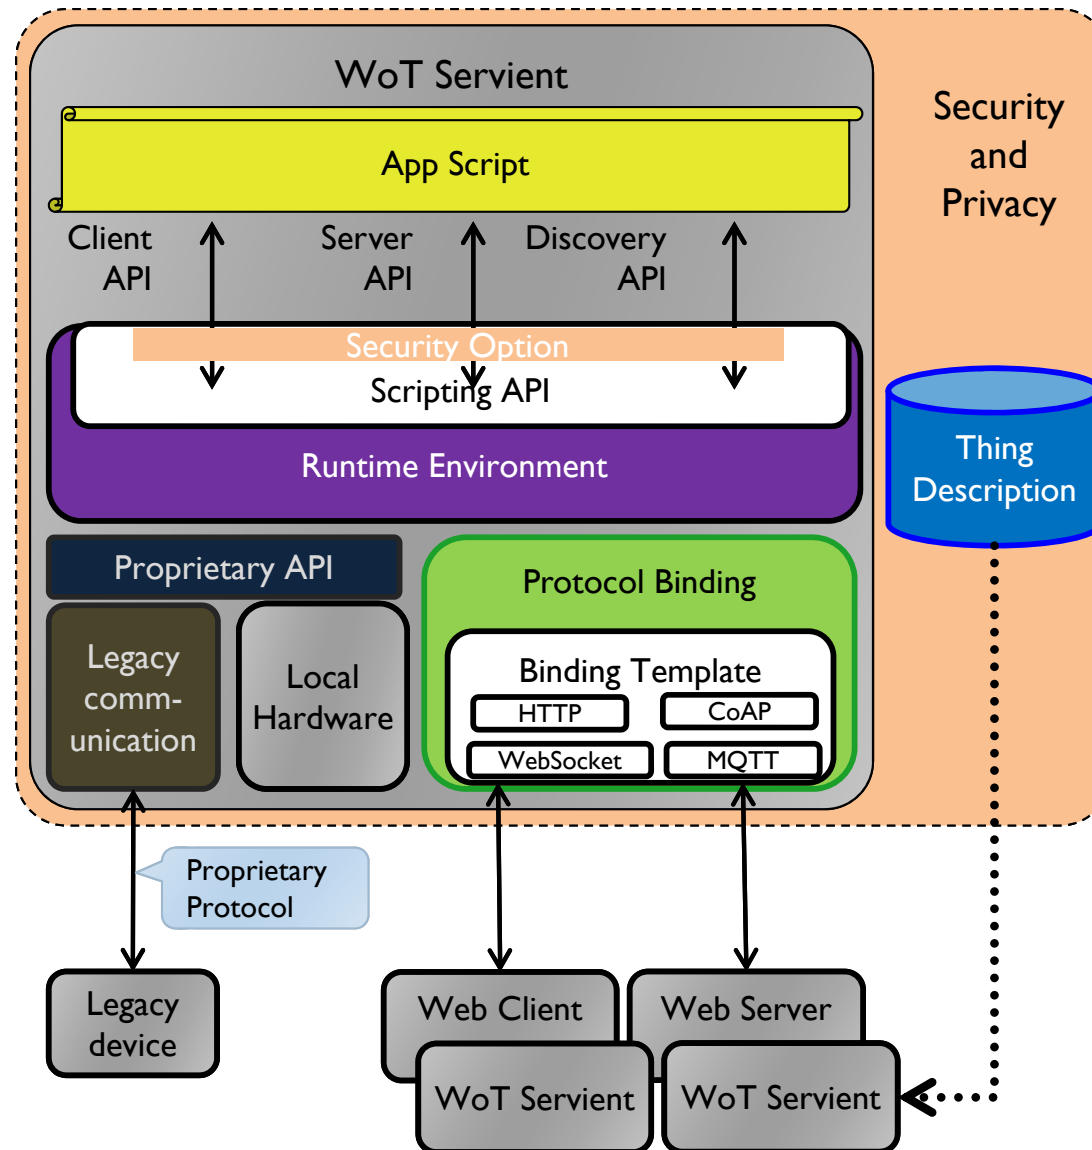 WoT Servient
App Script
Security
and
Privacy
Client
API
Server
API
Discovery
API
Security Option
Scripting API
Runtime Environment
Thing
Description
Proprietary API
Protocol Binding
Legacy
comm-
unication
Local
Hardware
Binding Template
HTTP
CoAP
WebSocket
MQTT
Proprietary
Protocol
Legacy
device
Web Client
Web Server
WoT Servient
WoT Servient